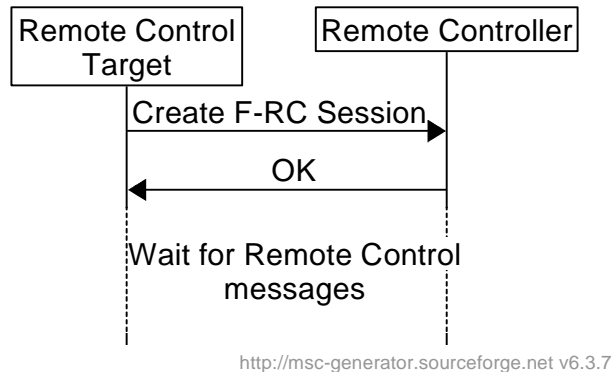 Remote Control
Target
Remote Controller
Create F-RC Session
OK
Wait for Remote Control
messages
http://msc-generator.sourceforge.net v6.3.7